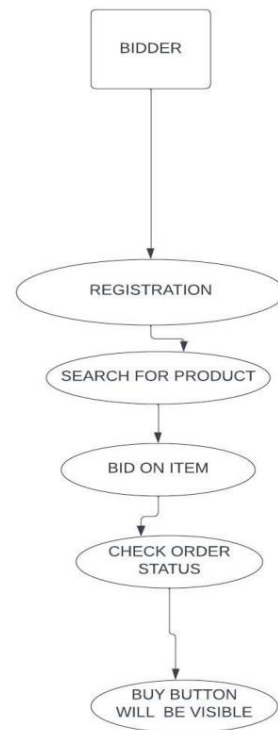 BIDDER
REGISTRATION
SEARCH FOR PRODUCT
BID ON ITEM
CHECK ORDER
STATUS
BUY BUTTON
WILL BE VISIBLE